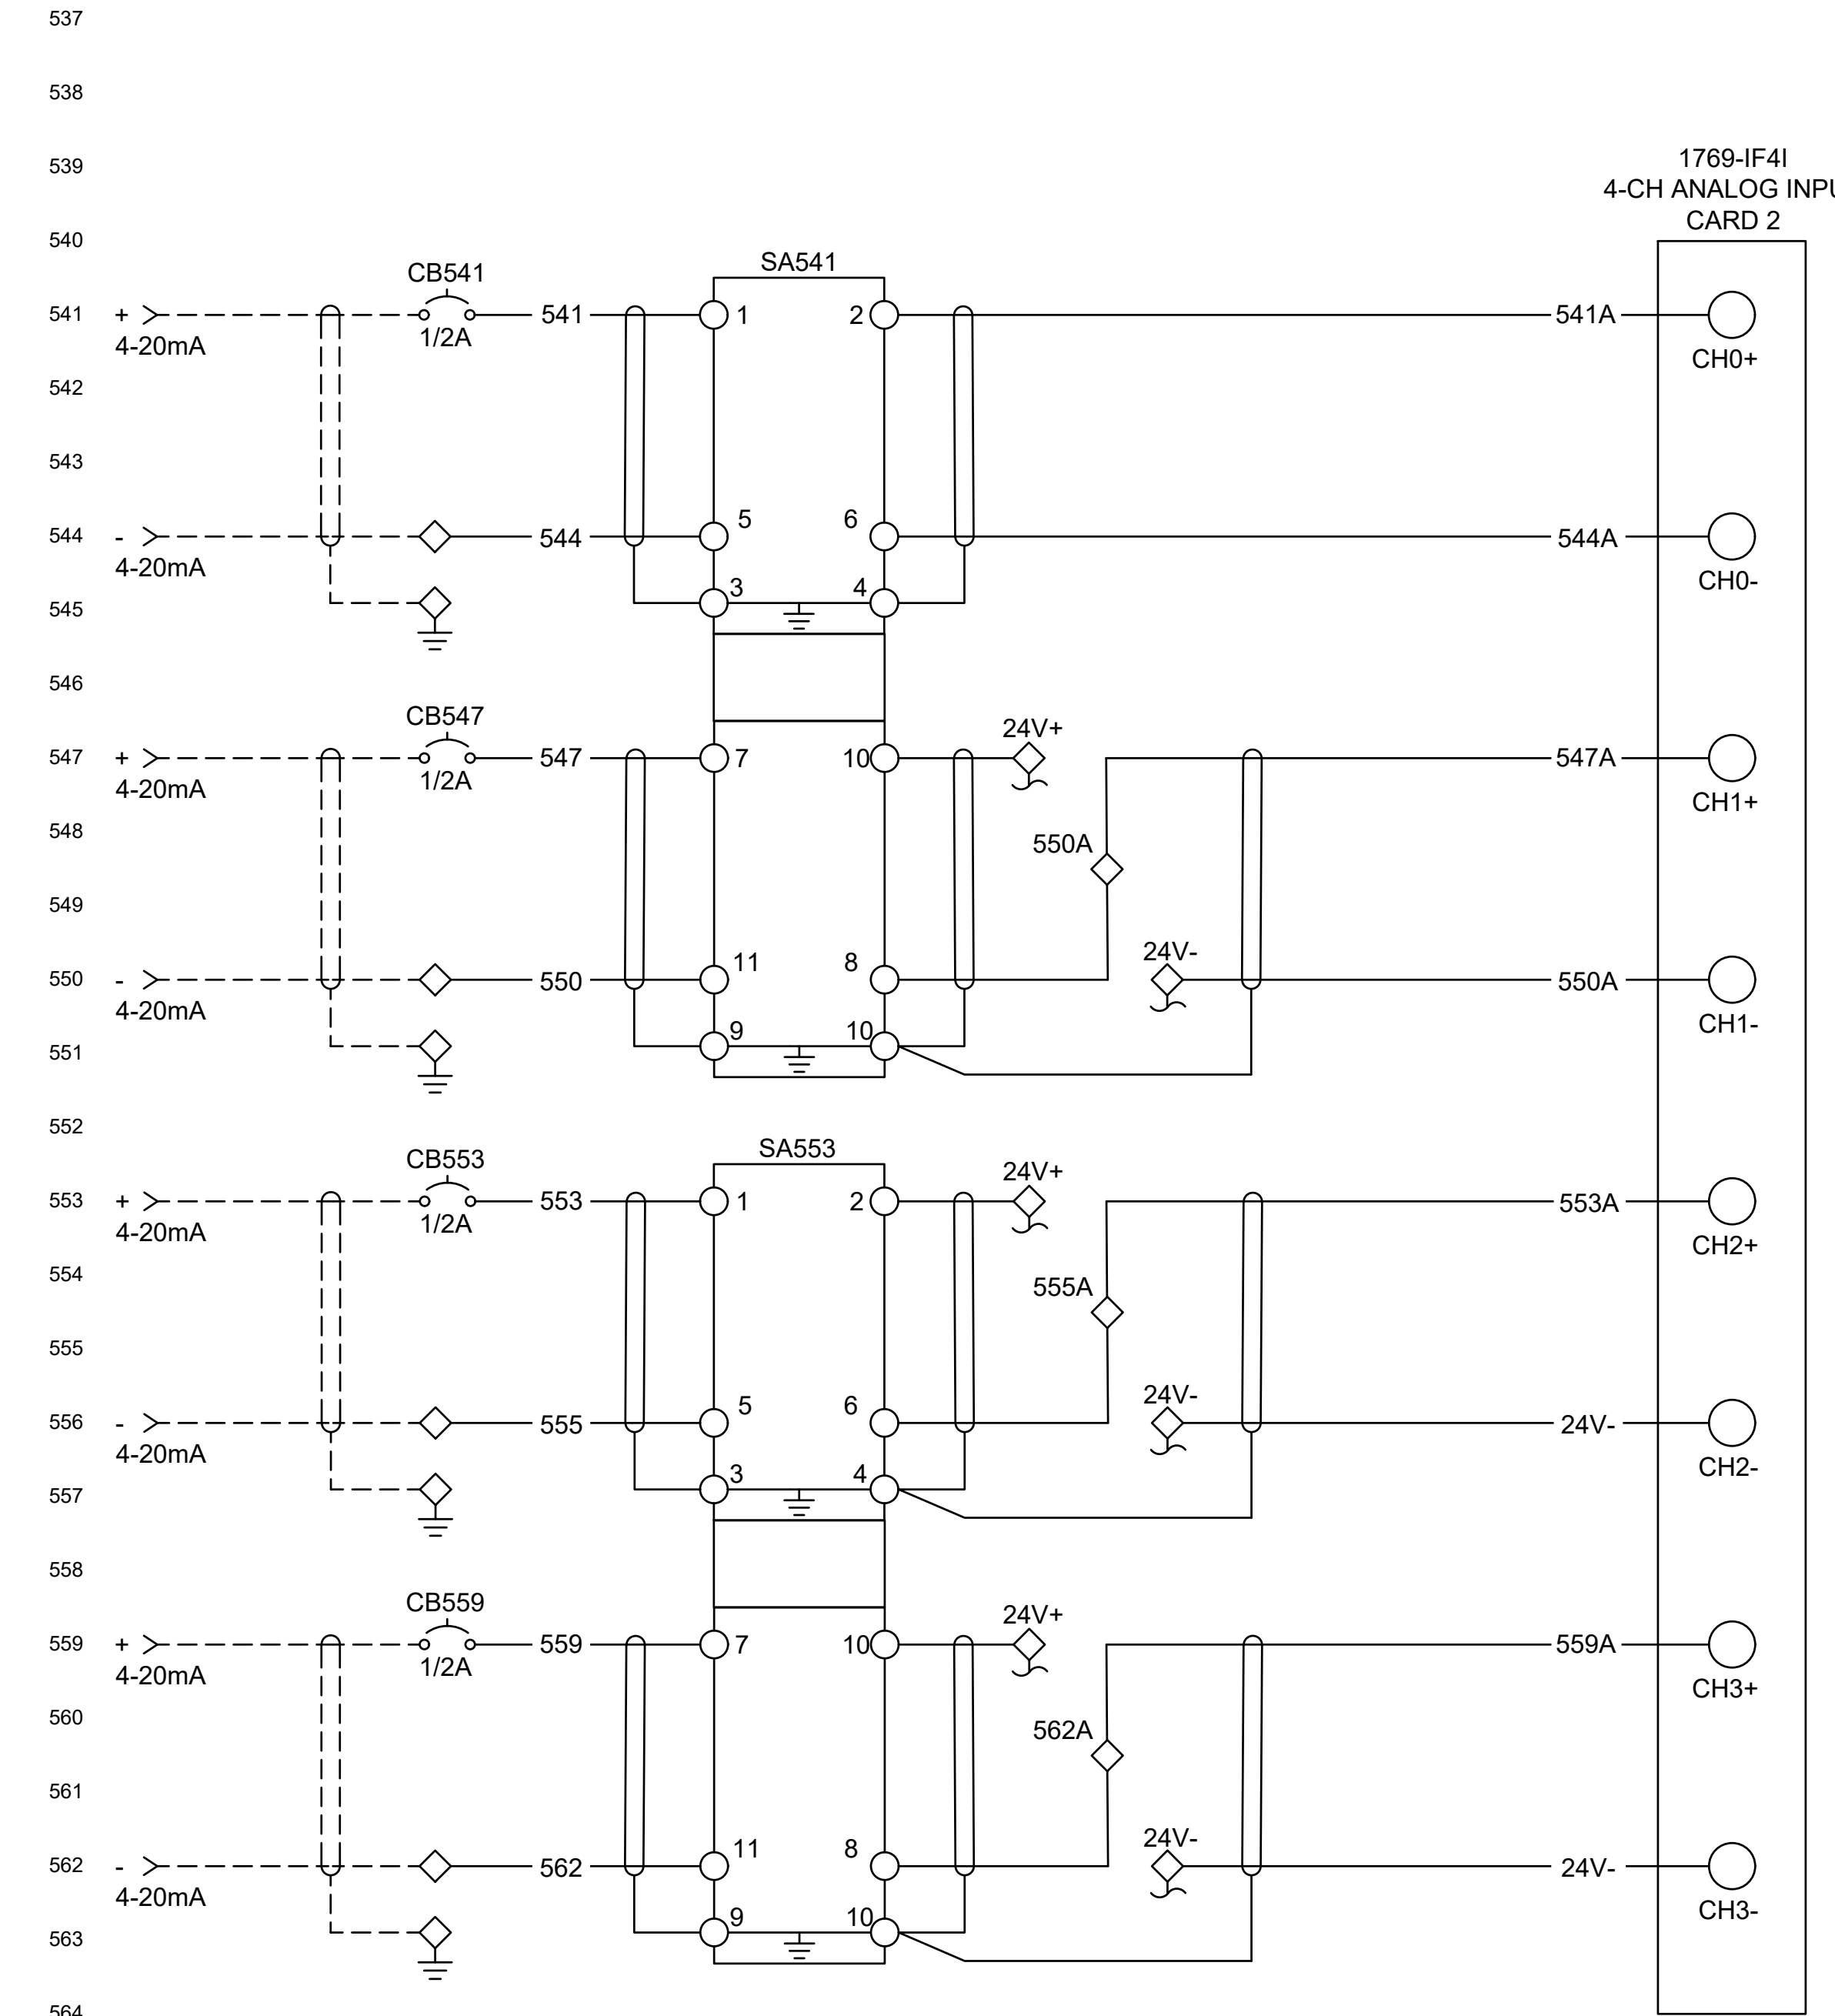 537
538
539
1769-IF4I
4-CH ANALOG INPU
CARD 2
540
CB541
SA541
541
+
1/2A
541
1
2
541A
4-20mA
CH0+
542
543
544
-
544
5
6
544A
4-20mA
CH0-
545
3
4
546
CB547
24V+
547
+
1/2A
547
7
10
547A
4-20mA
CH1+
548
550A
549
24V-
550
-
550
11
8
550A
4-20mA
CH1-
551
9
10
552
CB553
SA553
24V+
553
+
1/2A
553
1
2
553A
4-20mA
CH2+
554
555A
555
24V-
556
-
555
5
6
24V-
4-20mA
CH2-
557
3
4
558
CB559
24V+
559
+
1/2A
559
7
10
559A
4-20mA
CH3+
560
562A
561
24V-
562
-
562
11
8
24V-
4-20mA
CH3-
563
9
10
564